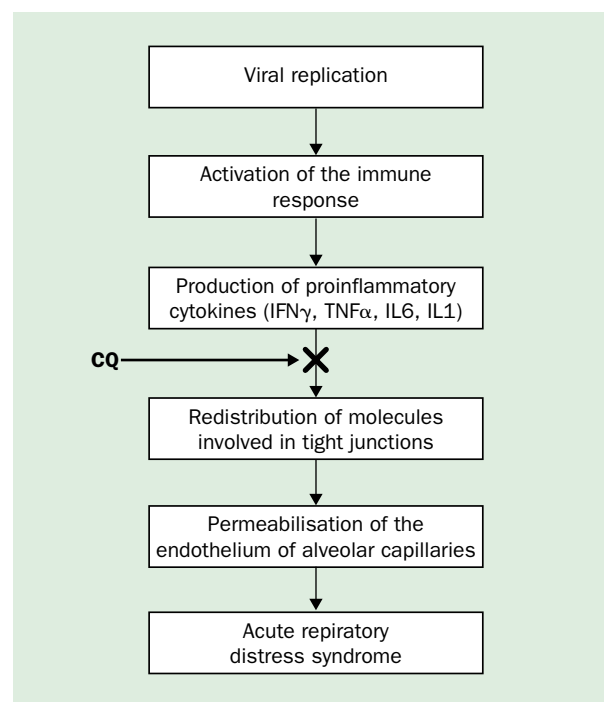 Viral replication
Activation of the immune
response
Production of proinflammatory
cytokines (IFNγ, TNFα, IL6, IL1)
CQ
Redistribution of molecules
involved in tight junctions
Permeabilisation of the
endothelium of alveolar capillaries
Acute repiratory
distress syndrome